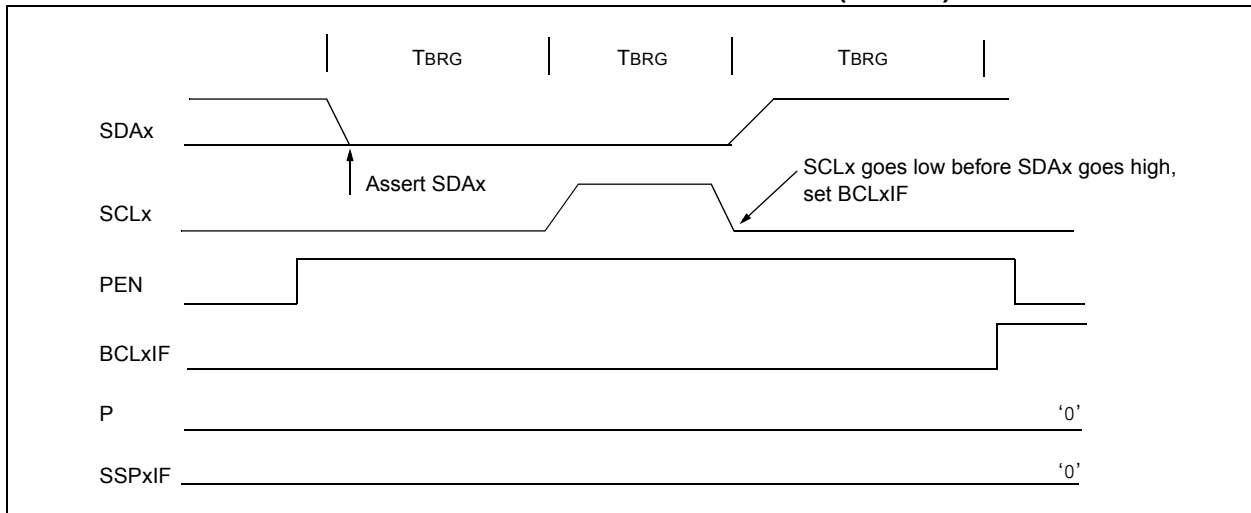 TBRG TBRG TBRG
SDAx
Assert SDAx
SCLx goes low before SDAx goes high,
set BCLxIF
SCLx
PEN
BCLxIF
P '0'
SSPxIF '0'